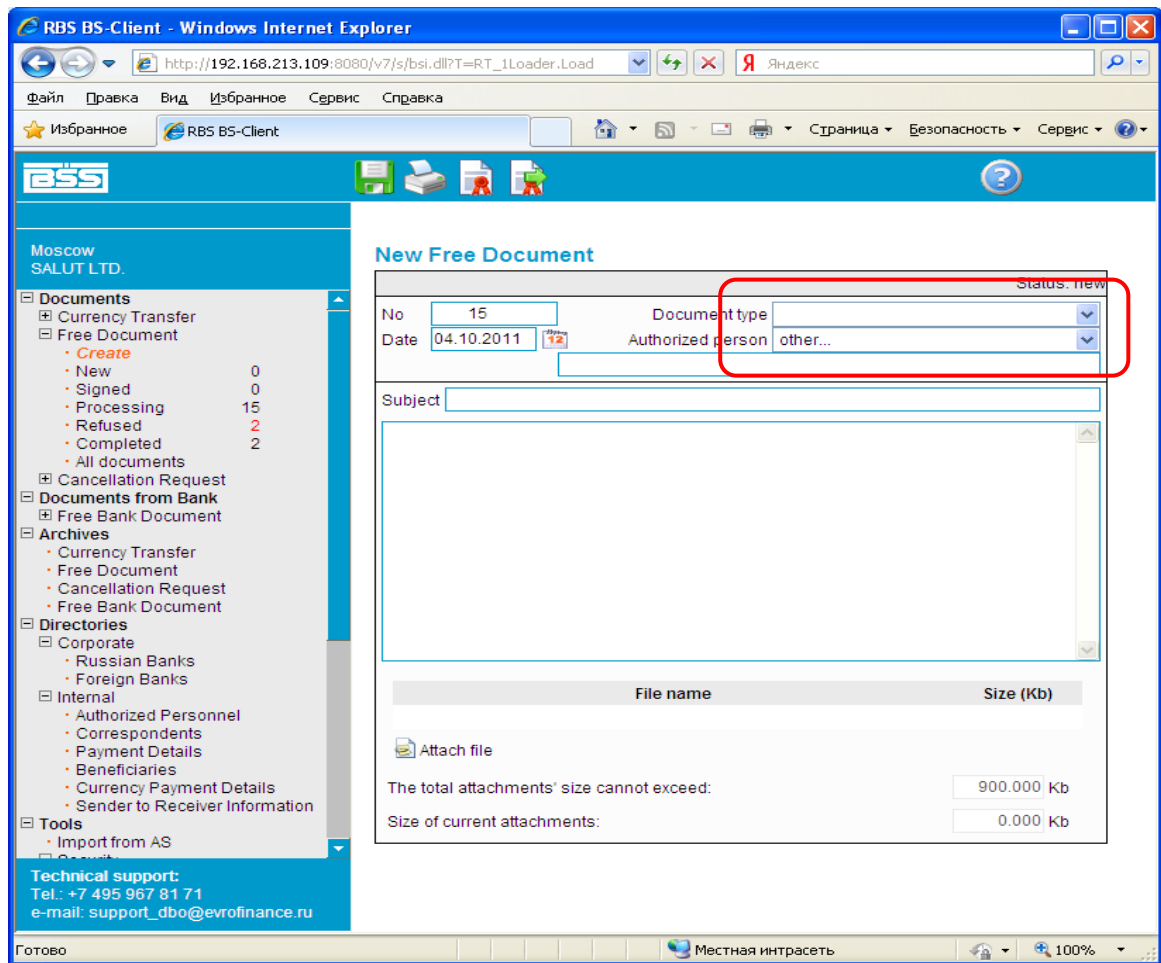 RBS BS-Client - Windows Internet Explorer
http://192.168.213.109:8080/v7/s/bsi.dll?T=RT_1Loader.Load
Я Яндекс
Файл Правка Вид Избранное Сервис Справка
Избранное RBS BS-Client Страница Безопасность Сервис
BSS
Moscow
SALUT LTD.
Documents
Currency Transfer
Free Document
Create
New 0
Signed 0
Processing 15
Refused 2
Completed 2
All documents
Cancellation Request
Documents from Bank
Free Bank Document
Archives
Currency Transfer
Free Document
Cancellation Request
Free Bank Document
Directories
Corporate
Russian Banks
Foreign Banks
Internal
Authorized Personnel
Correspondents
Payment Details
Beneficiaries
Currency Payment Details
Sender to Receiver Information
Tools
Import from AS
Technical support:
Tel.: +7 495 967 81 71
e-mail: support_dbo@evrofinance.ru
New Free Document
Status: new
No 15 Document type
Date 04.10.2011 12 Authorized person other...
Subject
File name Size (Kb)
Attach file
The total attachments' size cannot exceed: 900.000 Kb
Size of current attachments: 0.000 Kb
Готово Местная интрасеть 100%